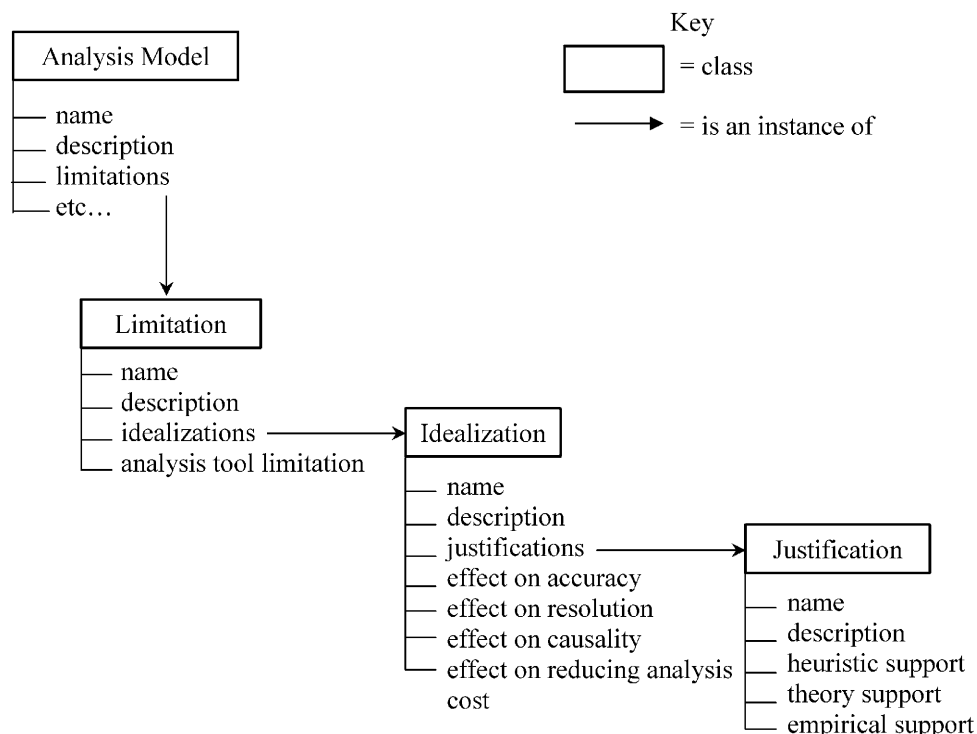 Key
= class
= is an instance of
Analysis Model
name
description
limitations
etc…
Limitation
name
description
idealizations
analysis tool limitation
Idealization
name
description
justifications
effect on accuracy
effect on resolution
effect on causality
effect on reducing analysis
cost
Justification
name
description
heuristic support
theory support
empirical support